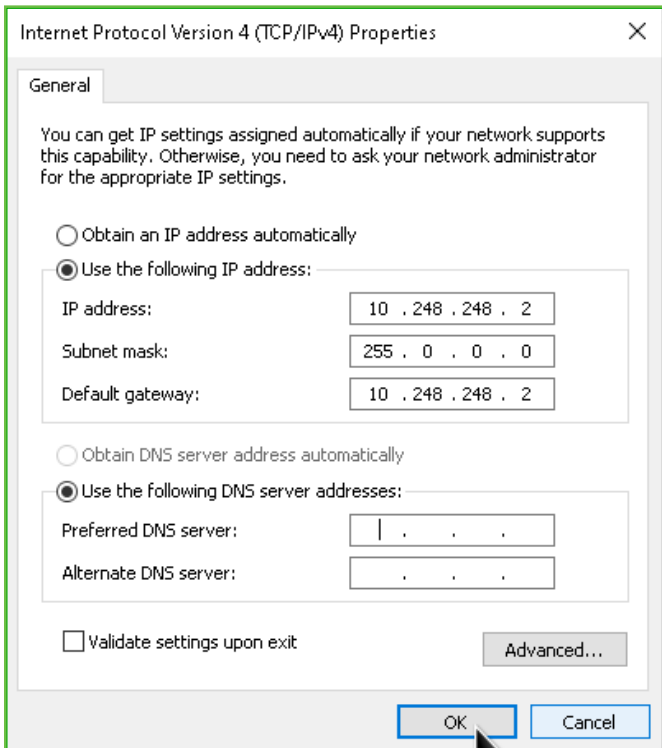 Internet Protocol Version 4 (TCP/IPv4) Properties
General
You can get IP settings assigned automatically if your network supports
this capability. Otherwise, you need to ask your network administrator
for the appropriate IP settings.
Obtain an IP address automatically
Use the following IP address:
IP address: 10 . 248 . 248 . 2
Subnet mask: 255 . 0 . 0 . 0
Default gateway: 10 . 248 . 248 . 2
Obtain DNS server address automatically
Use the following DNS server addresses:
Preferred DNS server: . . .
Alternate DNS server: . . .
Validate settings upon exit
Advanced...
OK Cancel